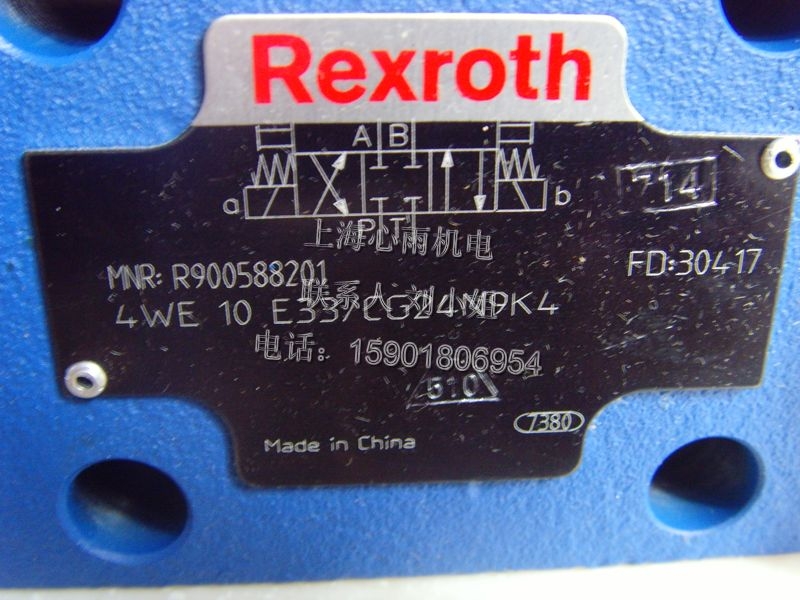 Rexroth
A B
a b
P T
714
上海心雨机电
MNR: R900588201
FD:30417
联系人 刘小姐
4WE 10 E33/CG24N9K4
电话：15901806954
510
7380
Made in China